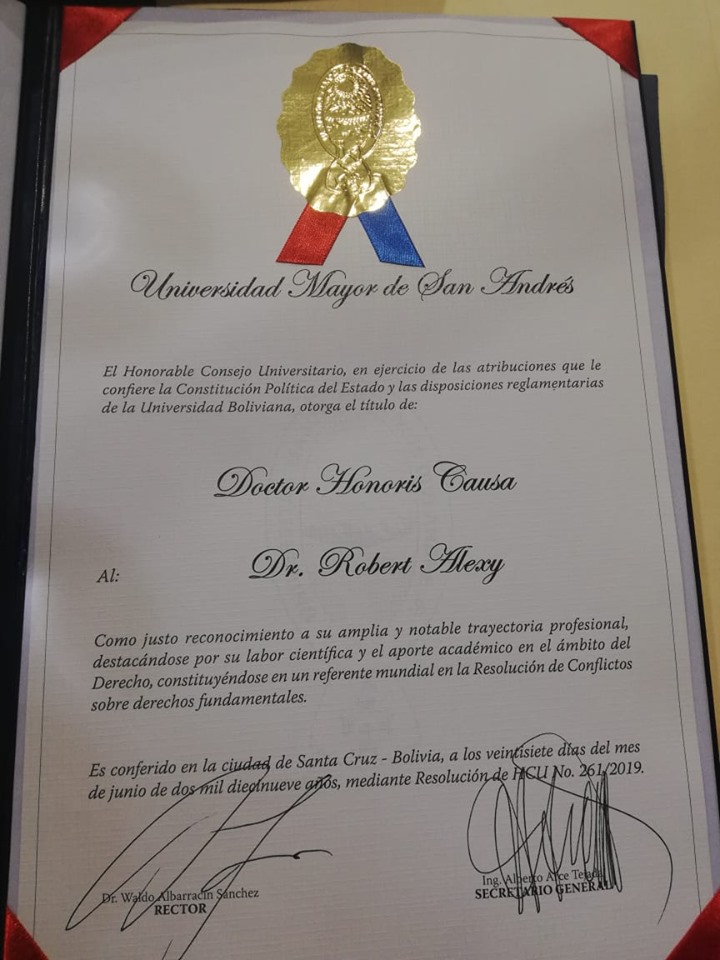 Universidad Mayor de San Andrés
El Honorable Consejo Universitario, en ejercicio de las atribuciones que le
confiere la Constitución Política del Estado y las disposiciones reglamentarias
de la Universidad Boliviana, otorga el título de:
Doctor Honoris Causa
Al: Dr. Robert Alexy
Como justo reconocimiento a su amplia y notable trayectoria profesional,
destacándose por su labor científica y el aporte académico en el ámbito del
Derecho, constituyéndose en un referente mundial en la Resolución de Conflictos
sobre derechos fundamentales.
Es conferido en la ciudad de Santa Cruz - Bolivia, a los veintisiete días del mes
de junio de dos mil diecinueve años, mediante Resolución de HCU No. 261/2019.
Dr. Waldo Albarracín Sánchez
RECTOR
Ing. Alberto Arce Tejada
SECRETARIO GENERAL